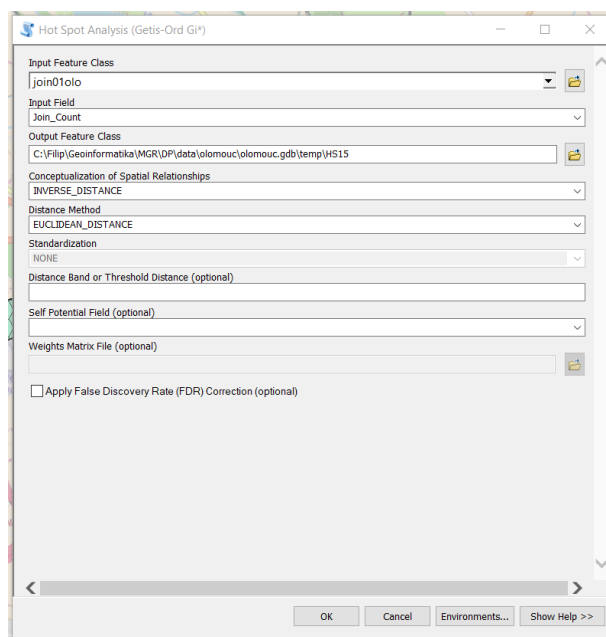 Hot Spot Analysis (Getis-Ord Gi*)
Input Feature Class
join01olo
Input Field
Join_Count
Output Feature Class
C:\Filip\Geoinformatika\MGR\DP\data\olomouc\olomouc.gdb\temp\HS15
Conceptualization of Spatial Relationships
INVERSE_DISTANCE
Distance Method
EUCLIDEAN_DISTANCE
Standardization
NONE
Distance Band or Threshold Distance (optional)
Self Potential Field (optional)
Weights Matrix File (optional)
Apply False Discovery Rate (FDR) Correction (optional)
OK Cancel Environments... Show Help >>